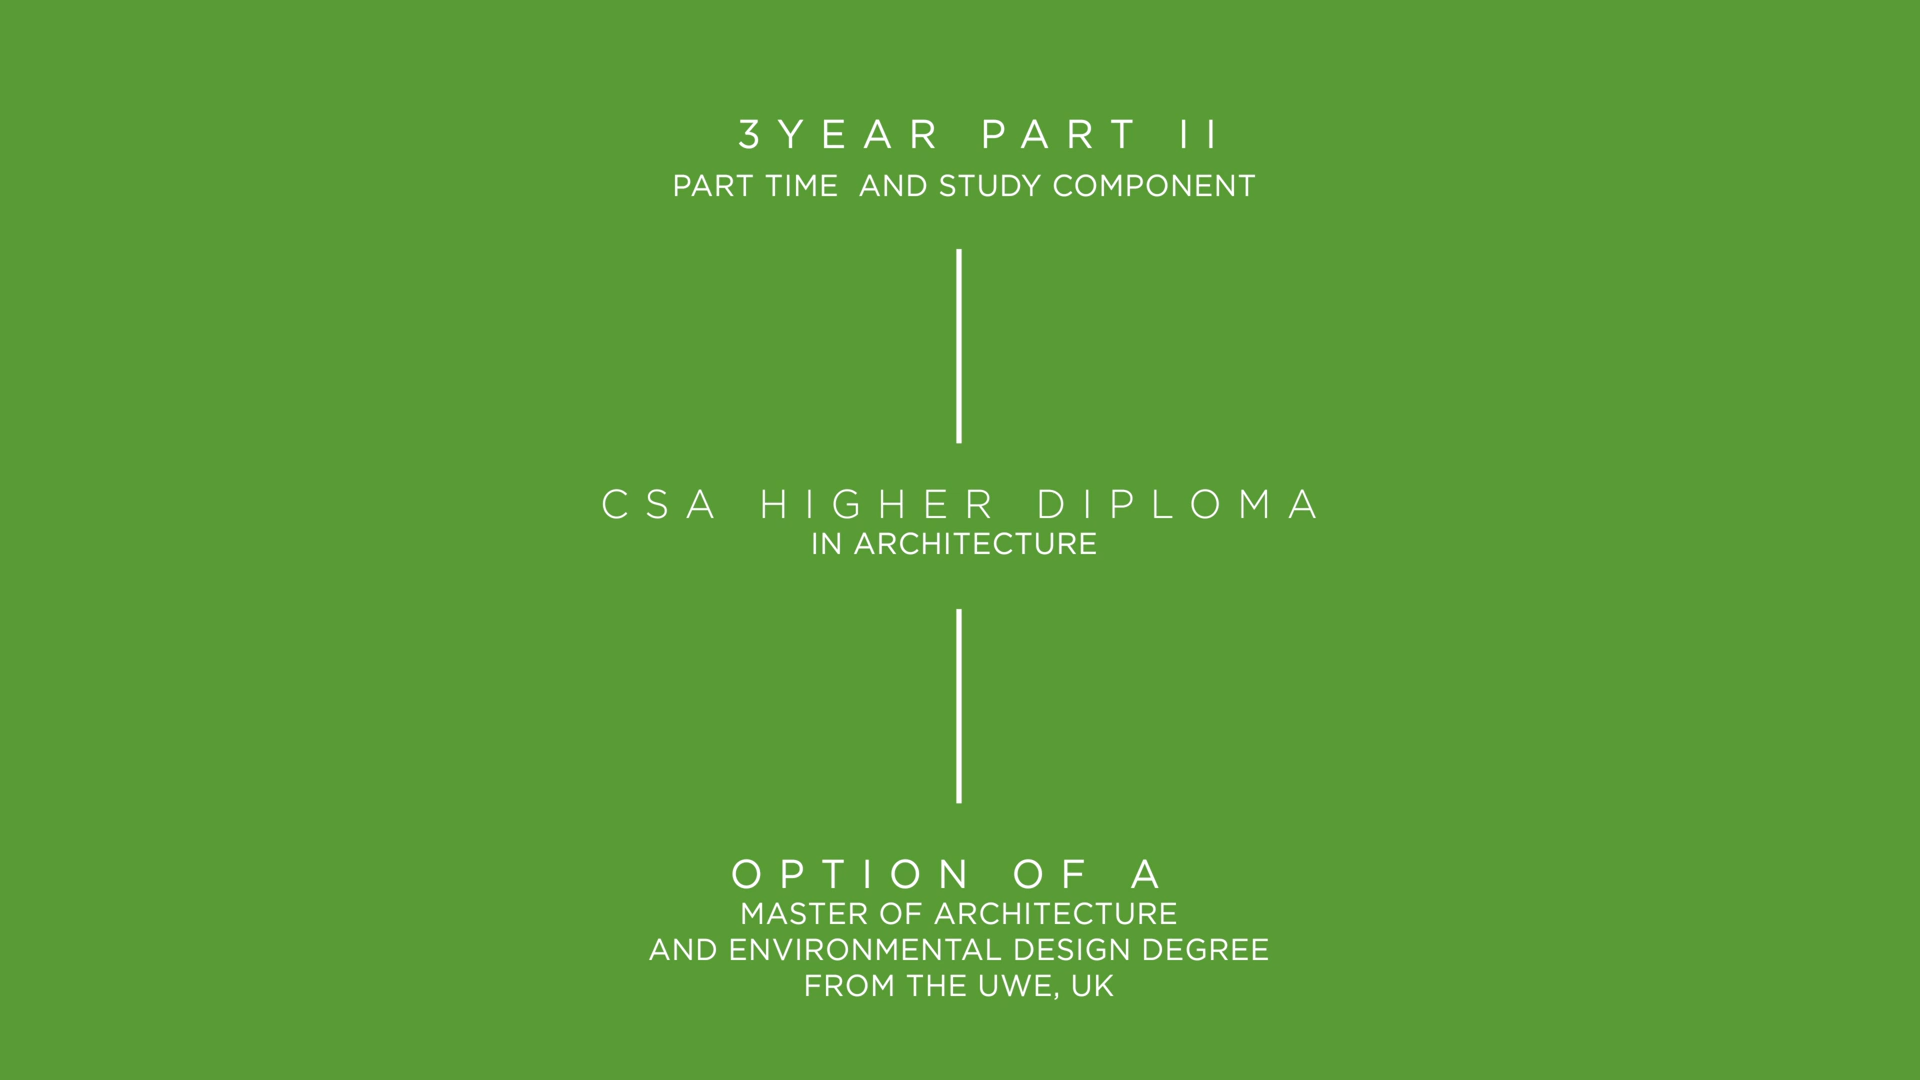 3YEAR PART II
PART TIME AND STUDY COMPONENT
CSA HIGHER DIPLOMA
IN ARCHITECTURE
OPTION OF A
MASTER OF ARCHITECTURE
AND ENVIRONMENTAL DESIGN DEGREE
FROM THE UWE, UK